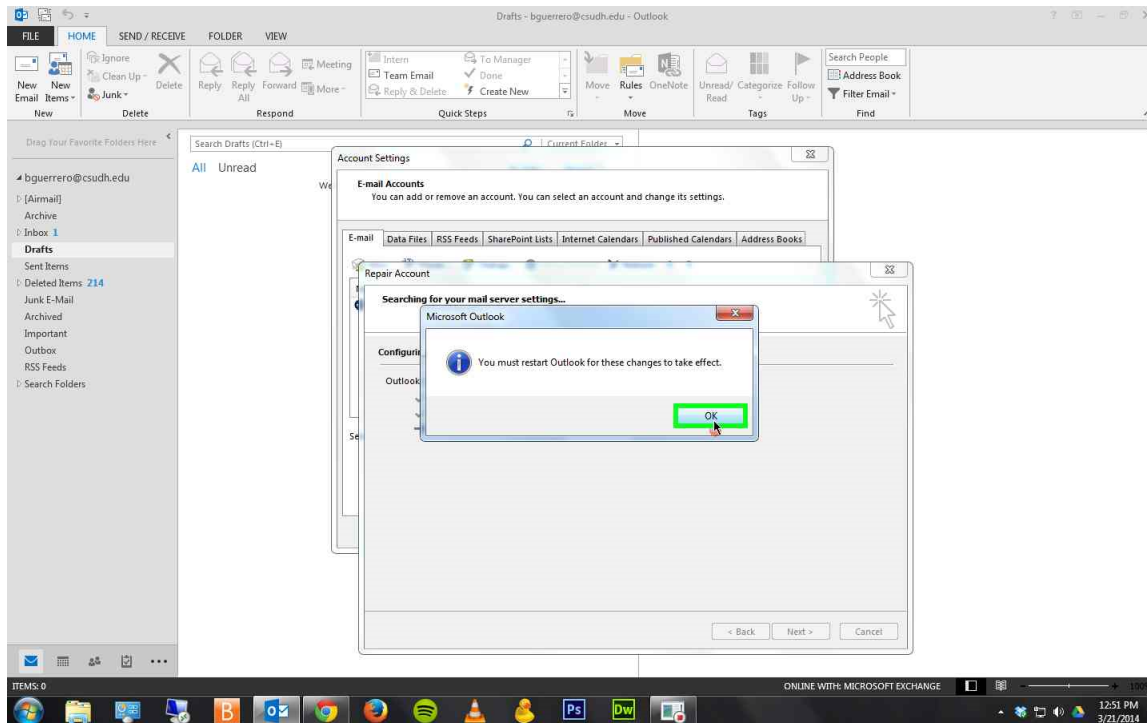 Drafts - bguerrero@csudh.edu - Outlook
FILE HOME SEND / RECEIVE FOLDER VIEW
New Email
New Items
Ignore
Clean Up
Junk
Delete
Reply
Reply All
Forward
Meeting
More
Intern
Team Email
Reply & Delete
To Manager
Done
Create New
Move
Rules
OneNote
Unread/ Read
Categorize
Follow Up
Search People
Address Book
Filter Email
New Delete Respond Quick Steps Move Tags Find
Drag Your Favorite Folders Here
bguerrero@csudh.edu
[Airmail]
Archive
Inbox 1
Drafts
Sent Items
Deleted Items 214
Junk E-Mail
Archived
Important
Outbox
RSS Feeds
Search Folders
Search Drafts (Ctrl+E) Current Folder
All Unread
We
Account Settings
E-mail Accounts
You can add or remove an account. You can select an account and change its settings.
E-mail Data Files RSS Feeds SharePoint Lists Internet Calendars Published Calendars Address Books
Se
Repair Account
Searching for your mail server settings...
Configuri
Outlook
Microsoft Outlook
You must restart Outlook for these changes to take effect.
OK
< Back Next > Cancel
ITEMS: 0 ONLINE WITH: MICROSOFT EXCHANGE
B Ps Dw
12:51 PM
3/21/2014